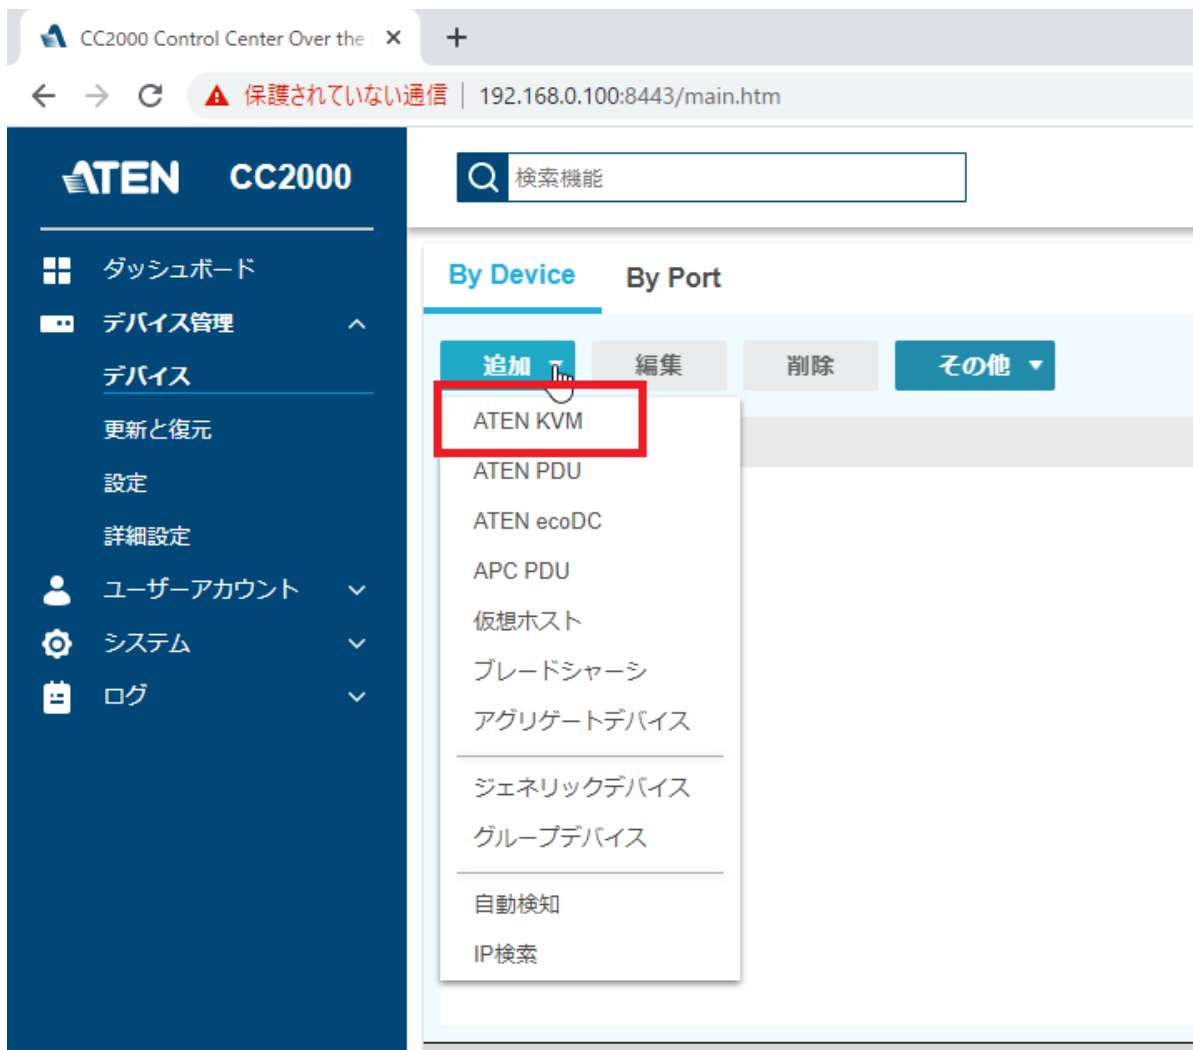 CC2000 Control Center Over the
保護されていない通信 | 192.168.0.100:8443/main.htm
ATEN CC2000
検索機能
ダッシュボード
デバイス管理
デバイス
更新と復元
設定
詳細設定
ユーザーアカウント
システム
ログ
By Device By Port
追加 編集 削除 その他
ATEN KVM
ATEN PDU
ATEN ecoDC
APC PDU
仮想ホスト
ブレードシャーシ
アグリゲートデバイス
ジェネリックデバイス
グループデバイス
自動検知
IP検索